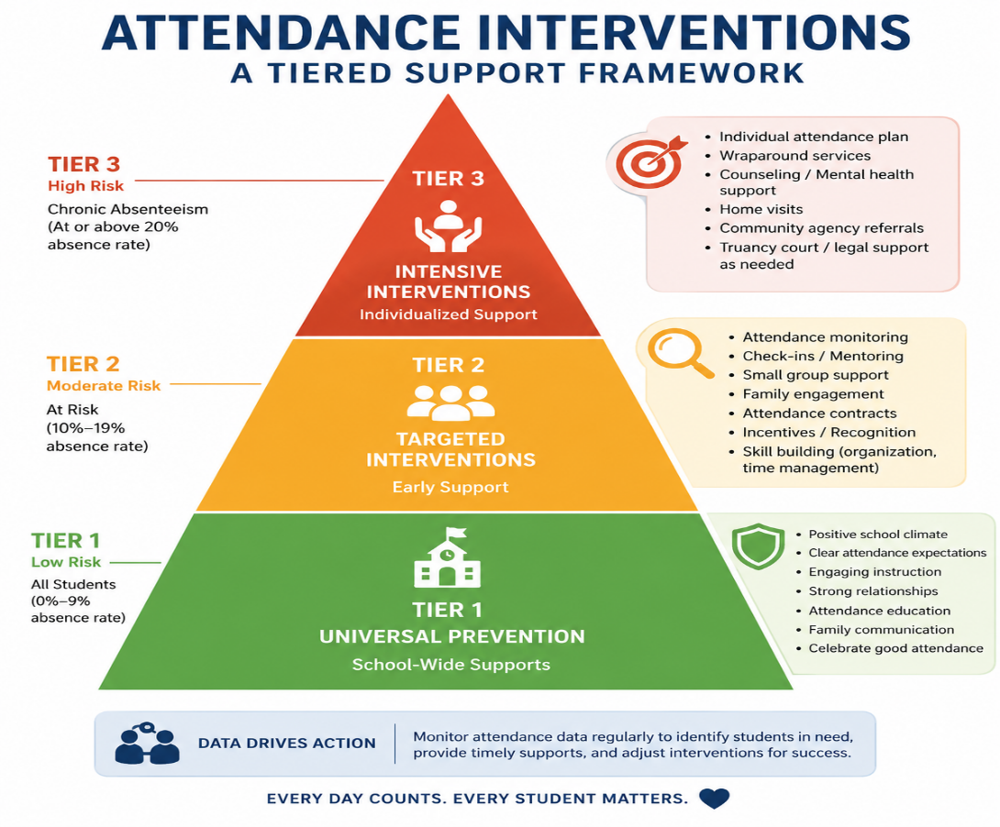 ATTENDANCE INTERVENTIONS
A TIERED SUPPORT FRAMEWORK
TIER 3
High Risk
Chronic Absenteeism
(At or above 20%
absence rate)
TIER 3
INTENSIVE
INTERVENTIONS
Individualized Support
• Individual attendance plan
• Wraparound services
• Counseling / Mental health
support
• Home visits
• Community agency referrals
• Truancy court / legal support
as needed
TIER 2
Moderate Risk
At Risk
(10%–19%
absence rate)
TIER 2
TARGETED
INTERVENTIONS
Early Support
• Attendance monitoring
• Check-ins / Mentoring
• Small group support
• Family engagement
• Attendance contracts
• Incentives / Recognition
• Skill building (organization,
time management)
TIER 1
Low Risk
All Students
(0%–9%
absence rate)
TIER 1
UNIVERSAL PREVENTION
School-Wide Supports
• Positive school climate
• Clear attendance expectations
• Engaging instruction
• Strong relationships
• Attendance education
• Family communication
• Celebrate good attendance
DATA DRIVES ACTION
Monitor attendance data regularly to identify students in need,
provide timely supports, and adjust interventions for success.
EVERY DAY COUNTS. EVERY STUDENT MATTERS.